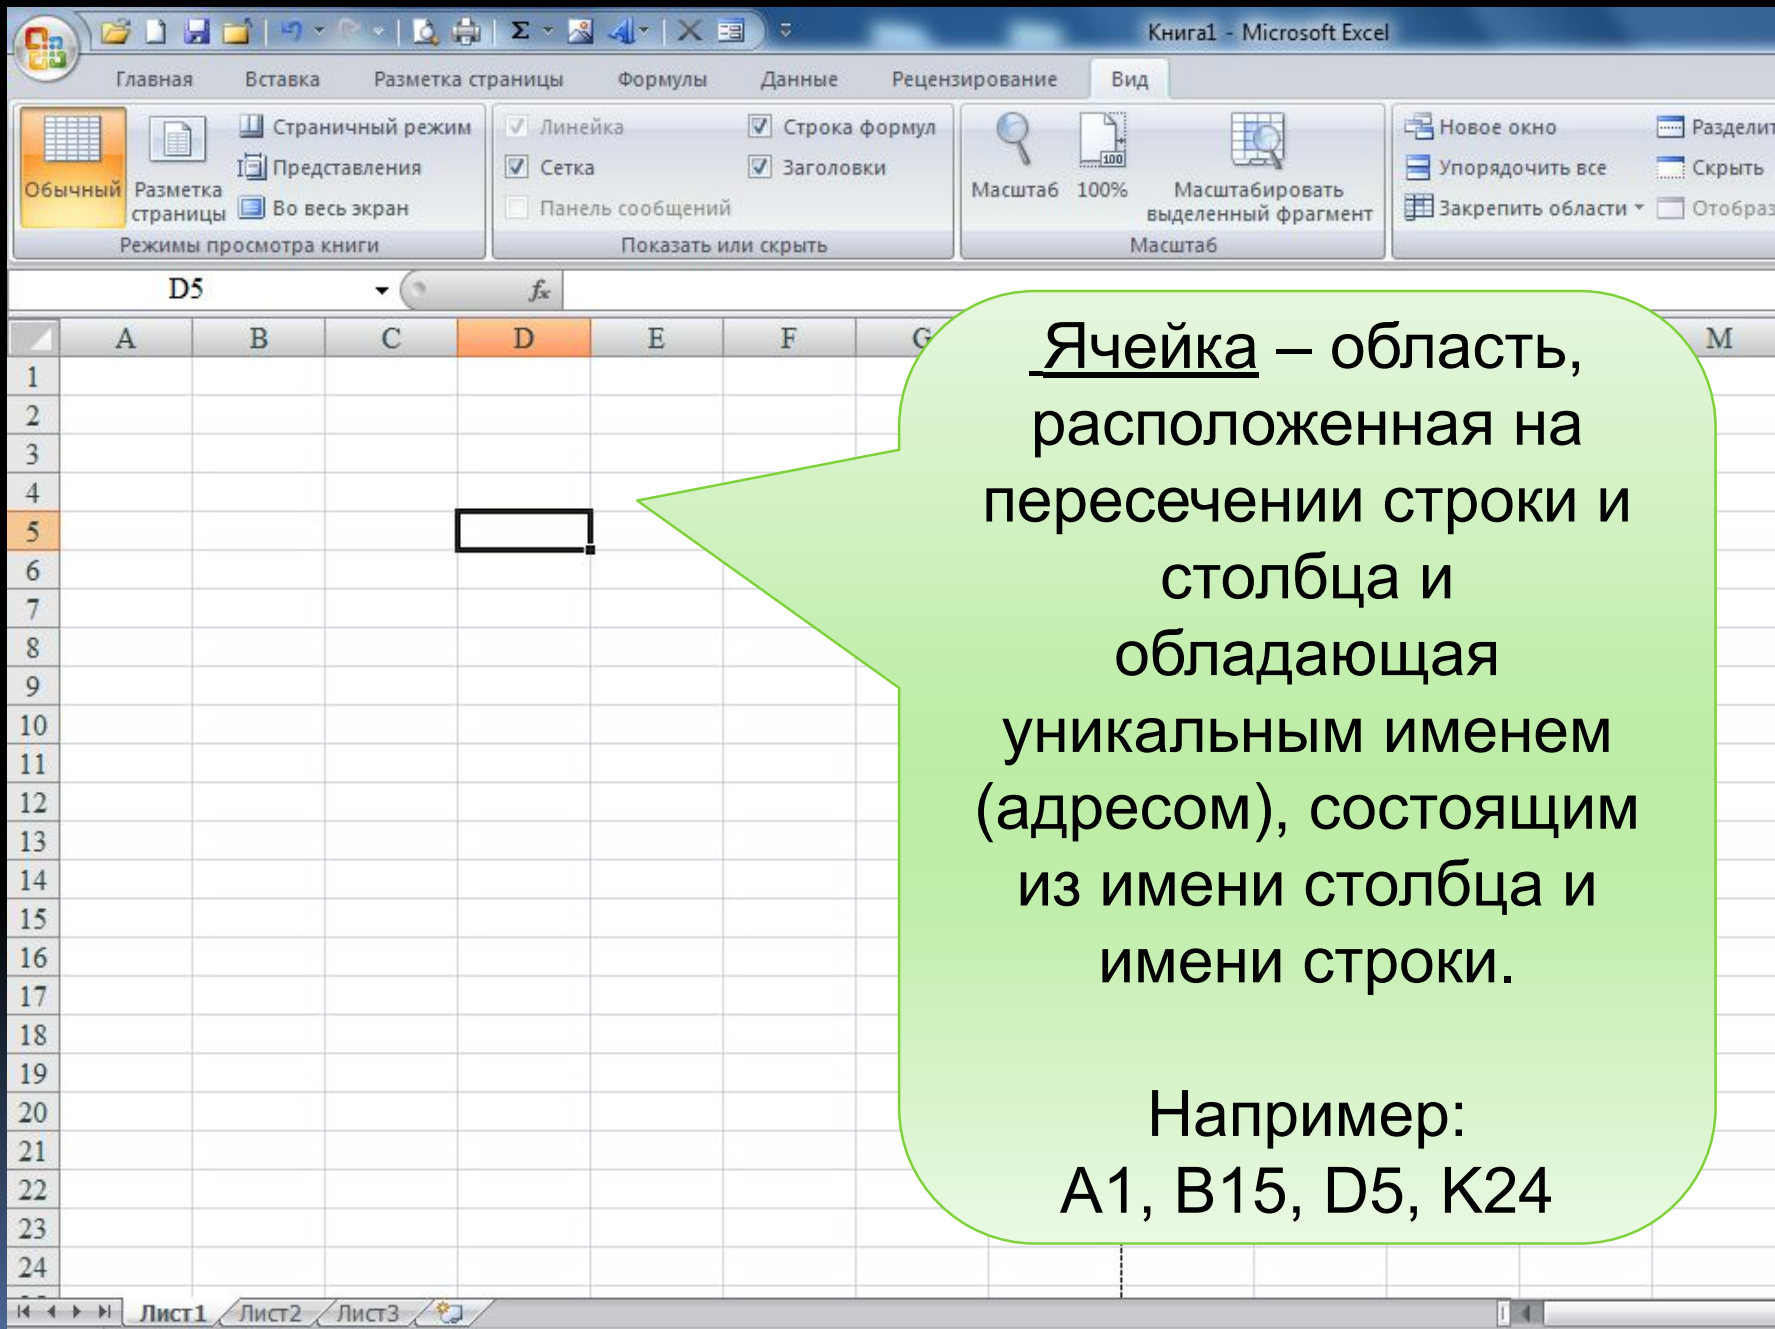 Книга1 - Microsoft Excel
Главная Вставка Разметка страницы Формулы Данные Рецензирование Вид
Обычный
Разметка страницы
Страничный режим
Представления
Во весь экран
Режимы просмотра книги
Линейка
Сетка
Панель сообщений
Строка формул
Заголовки
Показать или скрыть
Масштаб
100%
Масштабировать
выделенный фрагмент
Масштаб
Новое окно
Упорядочить все
Закрепить области
Разделит
Скрыть
Отобраз
D5 fx
A B C D E F G M
1
2
3
4
5
6
7
8
9
10
11
12
13
14
15
16
17
18
19
20
21
22
23
24
Ячейка – область,
расположенная на
пересечении строки и
столбца и
обладающая
уникальным именем
(адресом), состоящим
из имени столбца и
имени строки.
Например:
A1, B15, D5, K24
Лист1 Лист2 Лист3